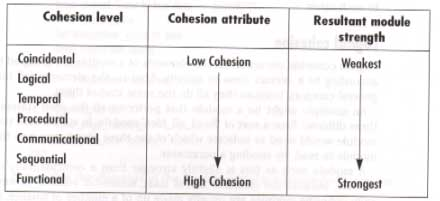 Cohesion level Cohesion attribute Resultant module strength
Coincidental Low Cohesion Weakest
Logical
Temporal
Procedural
Communicational
Sequential
Functional High Cohesion Strongest